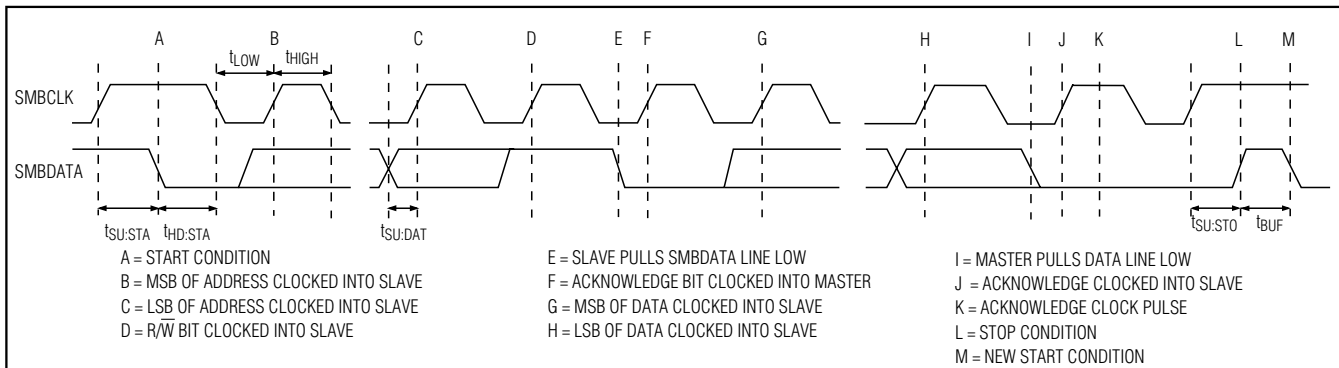 A B C D E F G H I J K L M
tLOW tHIGH
SMBCLK
SMBDATA
tSU:STA tHD:STA tSU:DAT tSU:STO tBUF
A = START CONDITION
B = MSB OF ADDRESS CLOCKED INTO SLAVE
C = LSB OF ADDRESS CLOCKED INTO SLAVE
D = R/W̅ BIT CLOCKED INTO SLAVE
E = SLAVE PULLS SMBDATA LINE LOW
F = ACKNOWLEDGE BIT CLOCKED INTO MASTER
G = MSB OF DATA CLOCKED INTO SLAVE
H = LSB OF DATA CLOCKED INTO SLAVE
I = MASTER PULLS DATA LINE LOW
J = ACKNOWLEDGE CLOCKED INTO SLAVE
K = ACKNOWLEDGE CLOCK PULSE
L = STOP CONDITION
M = NEW START CONDITION